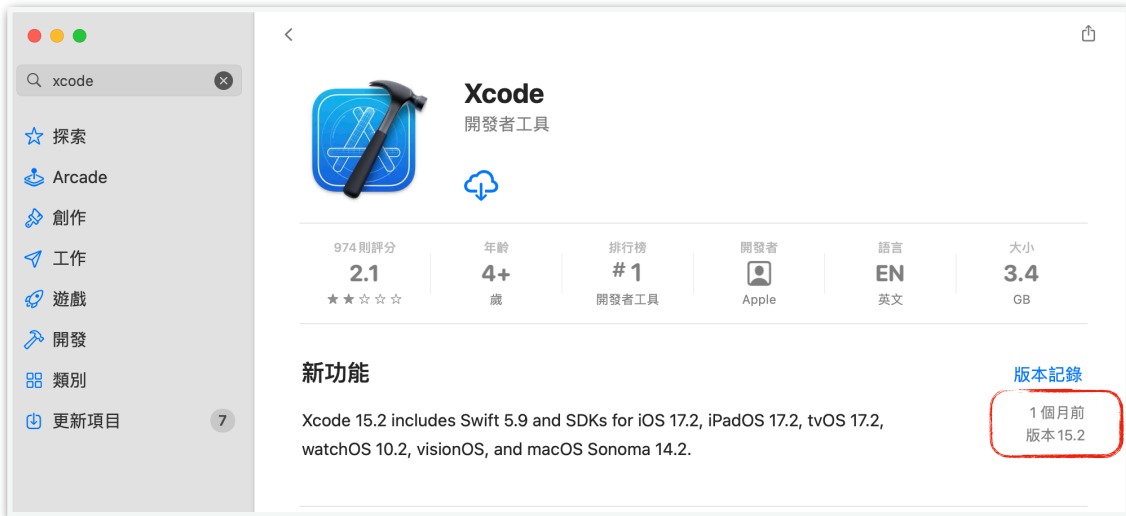 xcode
探索
Arcade
創作
工作
遊戲
開發
類別
更新項目 7
Xcode
開發者工具
974 則評分
2.1
年齡
4+
歲
排行榜
#1
開發者工具
開發者
Apple
語言
EN
英文
大小
3.4
GB
新功能
版本記錄
Xcode 15.2 includes Swift 5.9 and SDKs for iOS 17.2, iPadOS 17.2, tvOS 17.2,
watchOS 10.2, visionOS, and macOS Sonoma 14.2.
1 個月前
版本 15.2